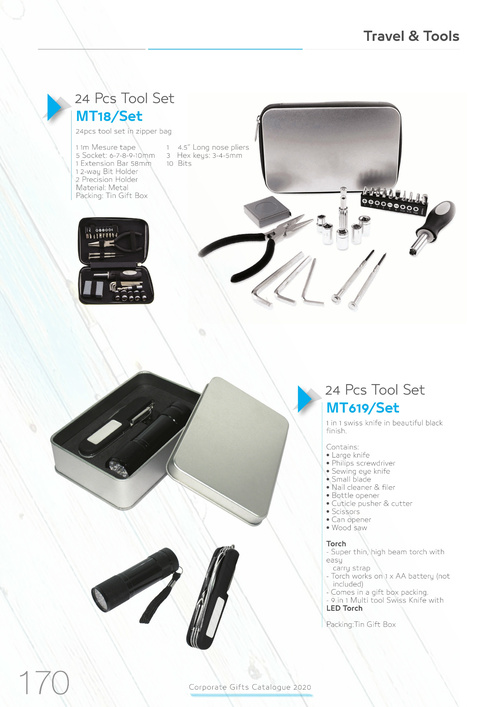 Travel & Tools
24 Pcs Tool Set
MT18/Set
24pcs tool set in zipper bag
1 1m Mesure tape
5 Socket: 6-7-8-9-10mm
1 Extension Bar 58mm
1 2-way Bit Holder
2 Precision Holder
Material: Metal
Packing: Tin Gift Box
1 4.5" Long nose pliers
3 Hex keys: 3-4-5mm
10 Bits
24 Pcs Tool Set
MT619/Set
1 in 1 swiss knife in beautiful black
finish.
Contains:
• Large knife
• Philips screwdriver
• Sewing eye knife
• Small blade
• Nail cleaner & filer
• Bottle opener
• Cuticle pusher & cutter
• Scissors
• Can opener
• Wood saw
Torch
- Super thin, high beam torch with
easy
carry strap
- Torch works on 1 x AA battery (not
included)
- Comes in a gift box packing.
- 9 in 1 Multi tool Swiss Knife with
LED Torch
Packing:Tin Gift Box
170
Corporate Gifts Catalogue 2020